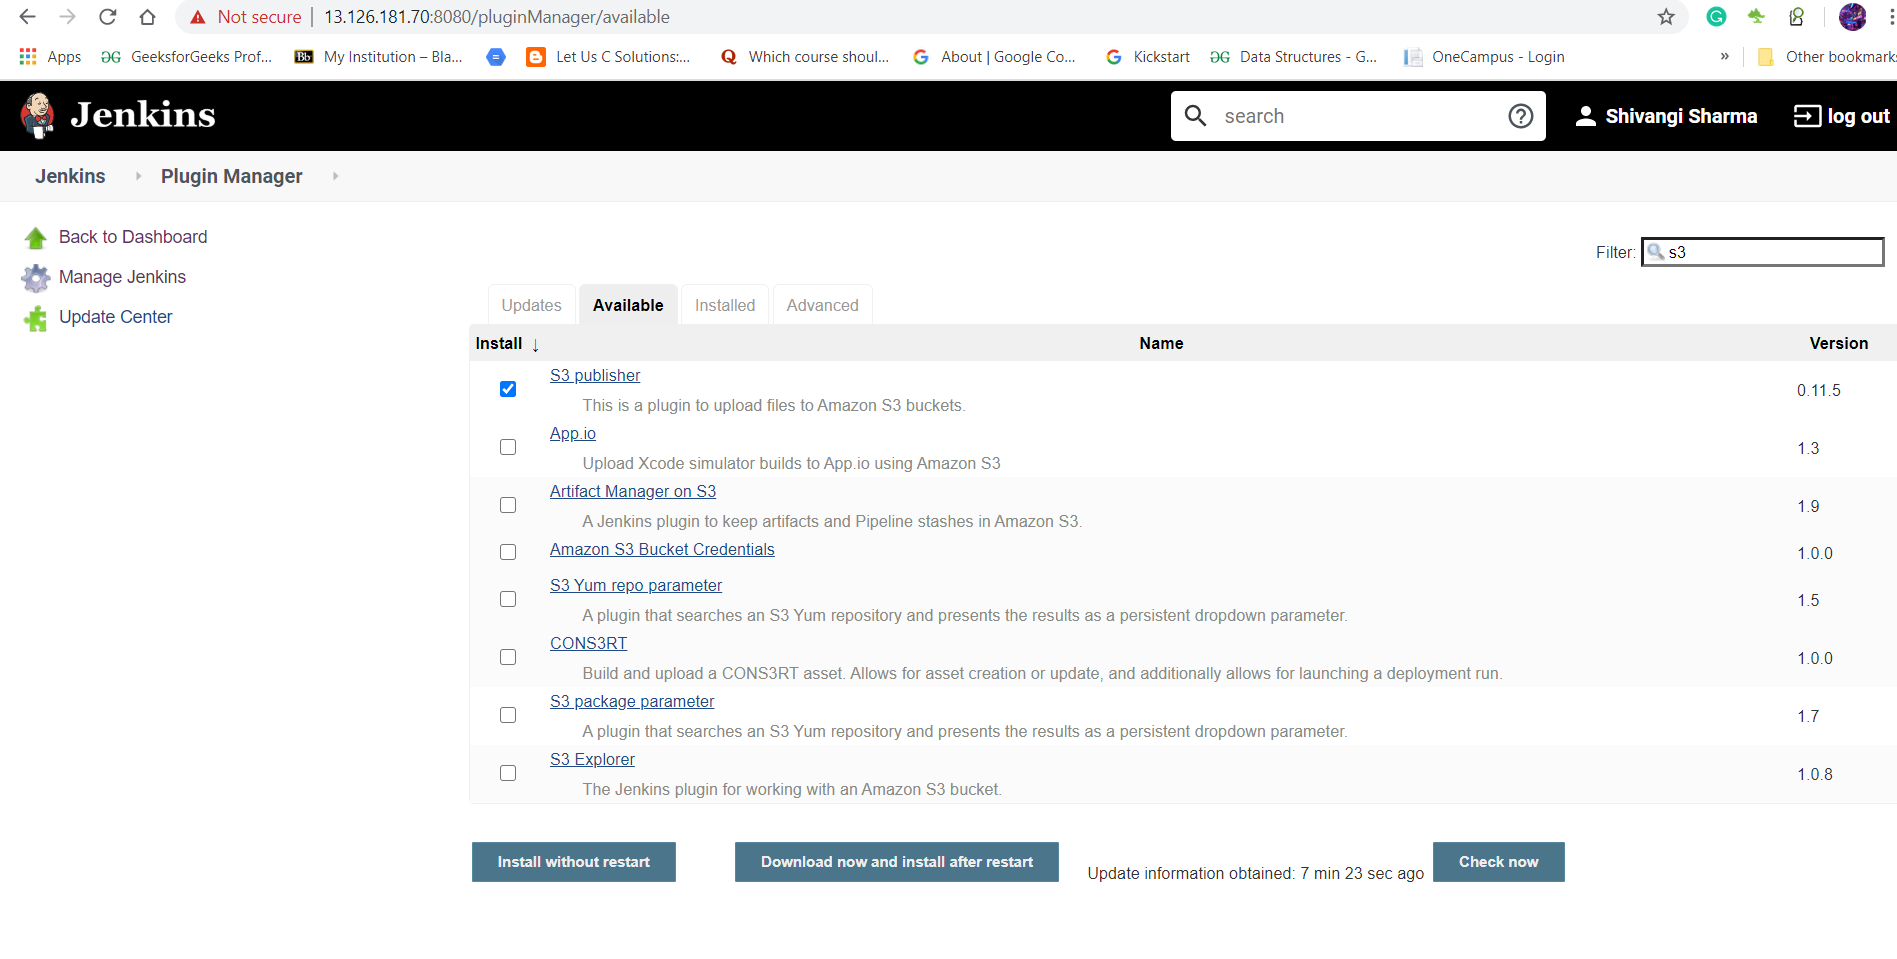 Not secure | 13.126.181.70:8080/pluginManager/available
Apps GeeksforGeeks Prof... Bb My Institution – Bla... Let Us C Solutions:... Which course shoul... About | Google Co... Kickstart Data Structures - G... OneCampus - Login » Other bookmarks
Jenkins search Shivangi Sharma log out
Jenkins Plugin Manager
Back to Dashboard
Manage Jenkins
Update Center
Filter: s3
Updates Available Installed Advanced
Install ↓ Name Version
S3 publisher
This is a plugin to upload files to Amazon S3 buckets.
0.11.5
App.io
Upload Xcode simulator builds to App.io using Amazon S3
1.3
Artifact Manager on S3
A Jenkins plugin to keep artifacts and Pipeline stashes in Amazon S3.
1.9
Amazon S3 Bucket Credentials
1.0.0
S3 Yum repo parameter
A plugin that searches an S3 Yum repository and presents the results as a persistent dropdown parameter.
1.5
CONS3RT
Build and upload a CONS3RT asset. Allows for asset creation or update, and additionally allows for launching a deployment run.
1.0.0
S3 package parameter
A plugin that searches an S3 Yum repository and presents the results as a persistent dropdown parameter.
1.7
S3 Explorer
The Jenkins plugin for working with an Amazon S3 bucket.
1.0.8
Install without restart Download now and install after restart Update information obtained: 7 min 23 sec ago Check now